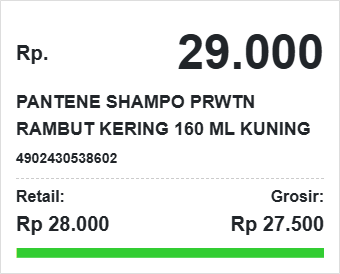 Rp. 29.000
PANTENE SHAMPO PRWTN
RAMBUT KERING 160 ML KUNING
4902430538602
Retail: Grosir:
Rp 28.000 Rp 27.500